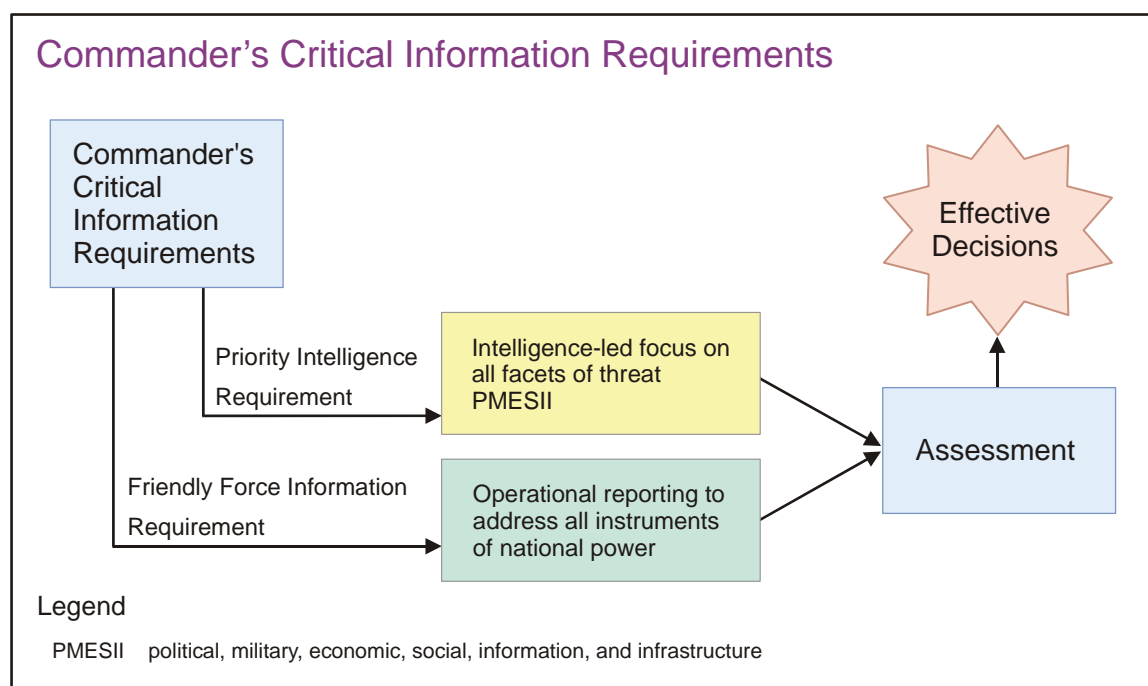 Commander’s Critical Information Requirements
Commander's
Critical
Information
Requirements
Effective
Decisions
Priority Intelligence
Requirement
Intelligence-led focus on
all facets of threat
PMESII
Assessment
Friendly Force Information
Requirement
Operational reporting to
address all instruments
of national power
Legend
PMESII political, military, economic, social, information, and infrastructure